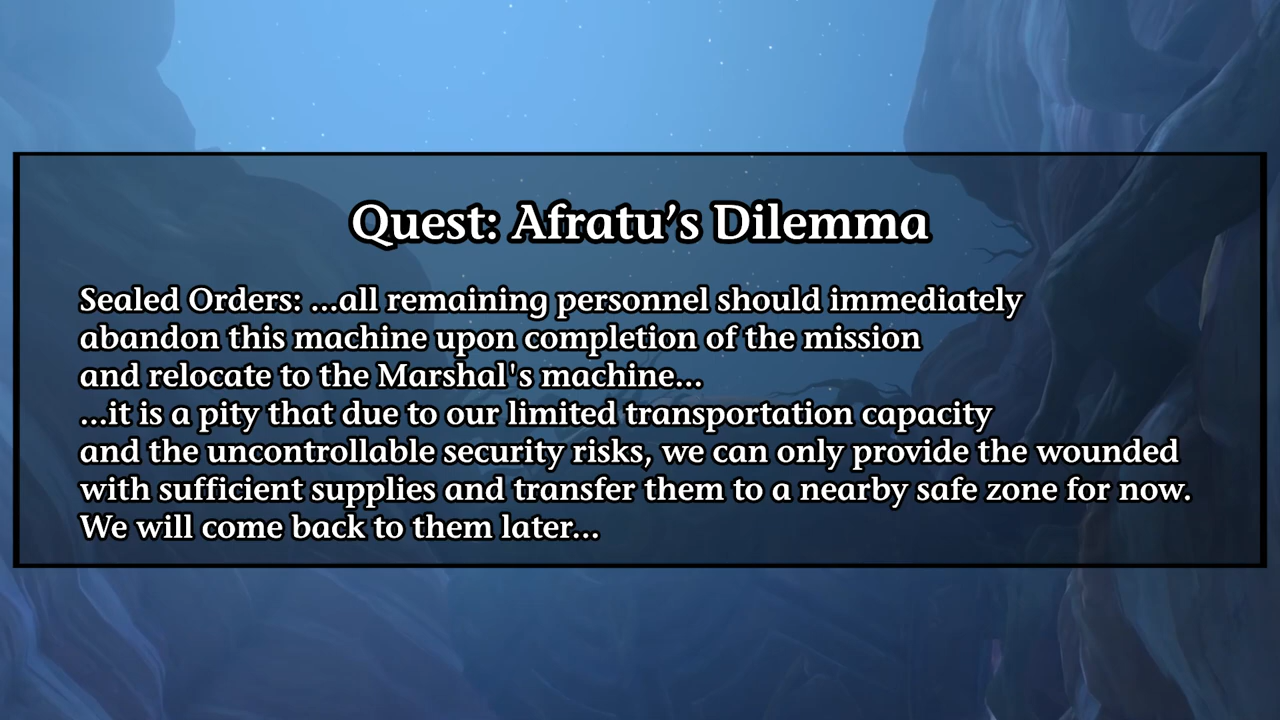 Quest: Afratu’s Dilemma
Sealed Orders: ...all remaining personnel should immediately
abandon this machine upon completion of the mission
and relocate to the Marshal's machine...
...it is a pity that due to our limited transportation capacity
and the uncontrollable security risks, we can only provide the wounded
with sufficient supplies and transfer them to a nearby safe zone for now.
We will come back to them later...